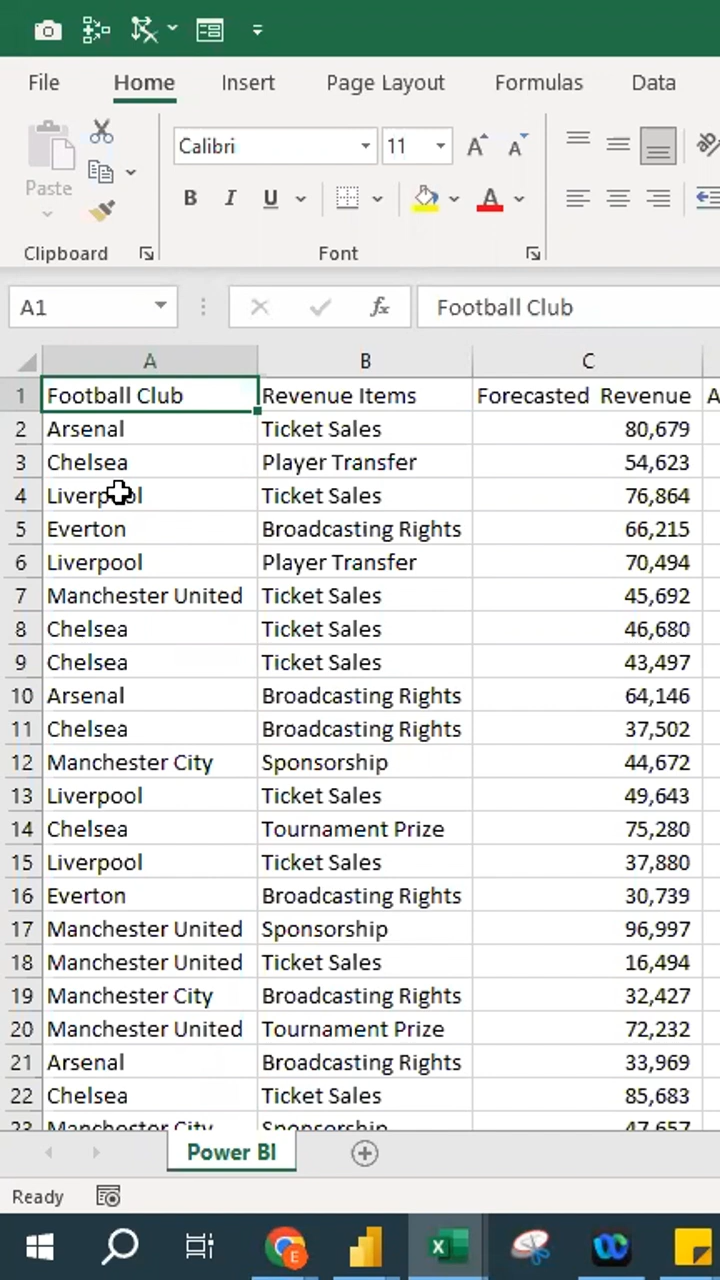 File Home Insert Page Layout Formulas Data
Calibri 11 A A
Paste B I U A
Clipboard Font
A1 fx Football Club
A B C
1 Football Club Revenue Items Forecasted Revenue A
2 Arsenal Ticket Sales 80,679
3 Chelsea Player Transfer 54,623
4 Liverpool Ticket Sales 76,864
5 Everton Broadcasting Rights 66,215
6 Liverpool Player Transfer 70,494
7 Manchester United Ticket Sales 45,692
8 Chelsea Ticket Sales 46,680
9 Chelsea Ticket Sales 43,497
10 Arsenal Broadcasting Rights 64,146
11 Chelsea Broadcasting Rights 37,502
12 Manchester City Sponsorship 44,672
13 Liverpool Ticket Sales 49,643
14 Chelsea Tournament Prize 75,280
15 Liverpool Ticket Sales 37,880
16 Everton Broadcasting Rights 30,739
17 Manchester United Sponsorship 96,997
18 Manchester United Ticket Sales 16,494
19 Manchester City Broadcasting Rights 32,427
20 Manchester United Tournament Prize 72,232
21 Arsenal Broadcasting Rights 33,969
22 Chelsea Ticket Sales 85,683
23 Manchester City Sponsorship 47,657
Power BI
Ready
E X